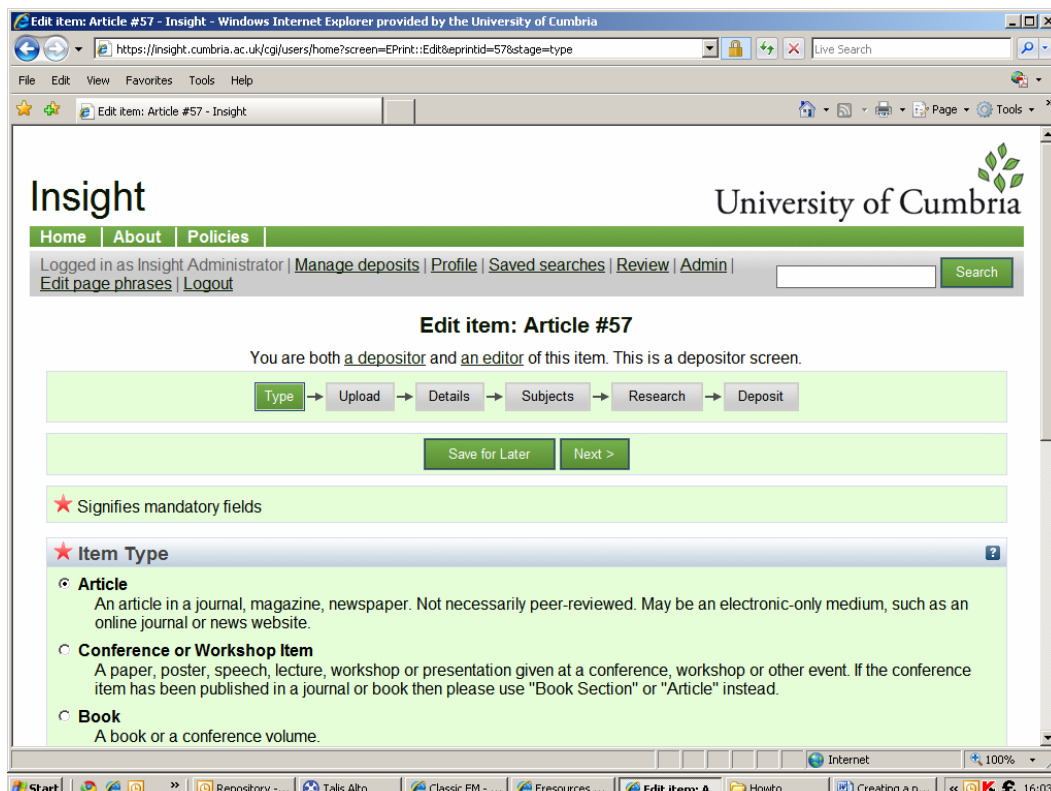 Edit item: Article #57 - Insight - Windows Internet Explorer provided by the University of Cumbria
https://insight.cumbria.ac.uk/cgi/users/home?screen=EPrint::Edit&eprintid=57&stage=type
Live Search
File Edit View Favorites Tools Help
Edit item: Article #57 - Insight
Page Tools
Insight
University of Cumbria
Home About Policies
Logged in as Insight Administrator | Manage deposits | Profile | Saved searches | Review | Admin |
Edit page phrases | Logout
Search
Edit item: Article #57
You are both a depositor and an editor of this item. This is a depositor screen.
Type Upload Details Subjects Research Deposit
Save for Later Next >
Signifies mandatory fields
Item Type
?
Article
An article in a journal, magazine, newspaper. Not necessarily peer-reviewed. May be an electronic-only medium, such as an
online journal or news website.
Conference or Workshop Item
A paper, poster, speech, lecture, workshop or presentation given at a conference, workshop or other event. If the conference
item has been published in a journal or book then please use "Book Section" or "Article" instead.
Book
A book or a conference volume.
Internet 100%
Start » Repository -... Talis Alto Classic FM - ... Eresources ... Edit item: A... Howto Creating a n... « 16:03